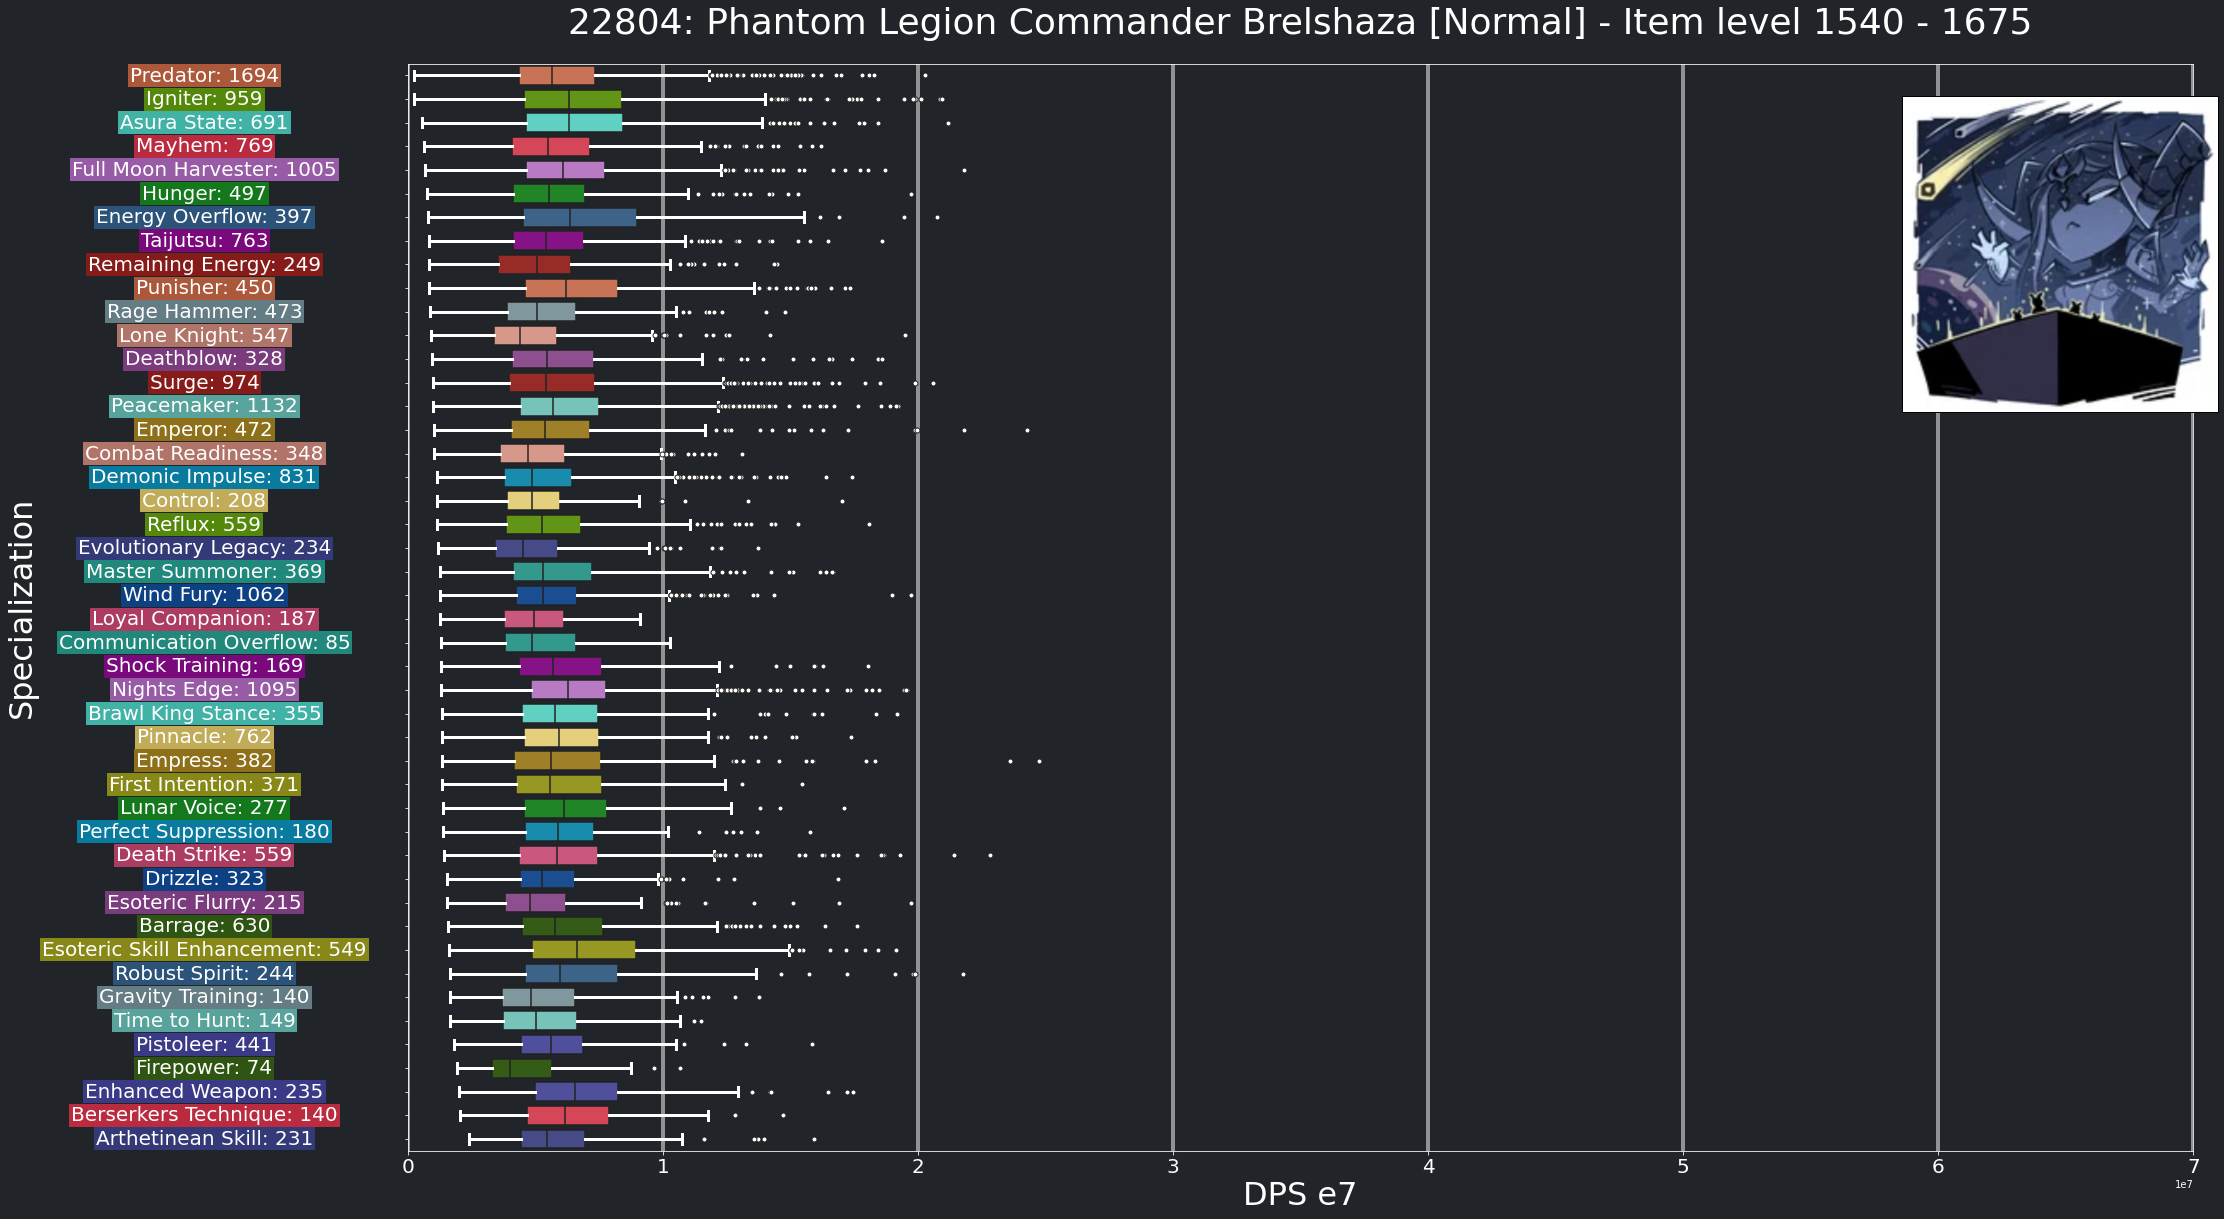 22804: Phantom Legion Commander Brelshaza [Normal] - Item level 1540 - 1675
Predator: 1694
Igniter: 959
Asura State: 691
Mayhem: 769
Full Moon Harvester: 1005
Hunger: 497
Energy Overflow: 397
Taijutsu: 763
Remaining Energy: 249
Punisher: 450
Rage Hammer: 473
Lone Knight: 547
Deathblow: 328
Surge: 974
Peacemaker: 1132
Emperor: 472
Combat Readiness: 348
Demonic Impulse: 831
Control: 208
Reflux: 559
Evolutionary Legacy: 234
Master Summoner: 369
Wind Fury: 1062
Loyal Companion: 187
Communication Overflow: 85
Shock Training: 169
Nights Edge: 1095
Brawl King Stance: 355
Pinnacle: 762
Empress: 382
First Intention: 371
Lunar Voice: 277
Perfect Suppression: 180
Death Strike: 559
Drizzle: 323
Esoteric Flurry: 215
Barrage: 630
Esoteric Skill Enhancement: 549
Robust Spirit: 244
Gravity Training: 140
Time to Hunt: 149
Pistoleer: 441
Firepower: 74
Enhanced Weapon: 235
Berserkers Technique: 140
Arthetinean Skill: 231
Specialization
0 1 2 3 4 5 6 7
1e7
DPS e7